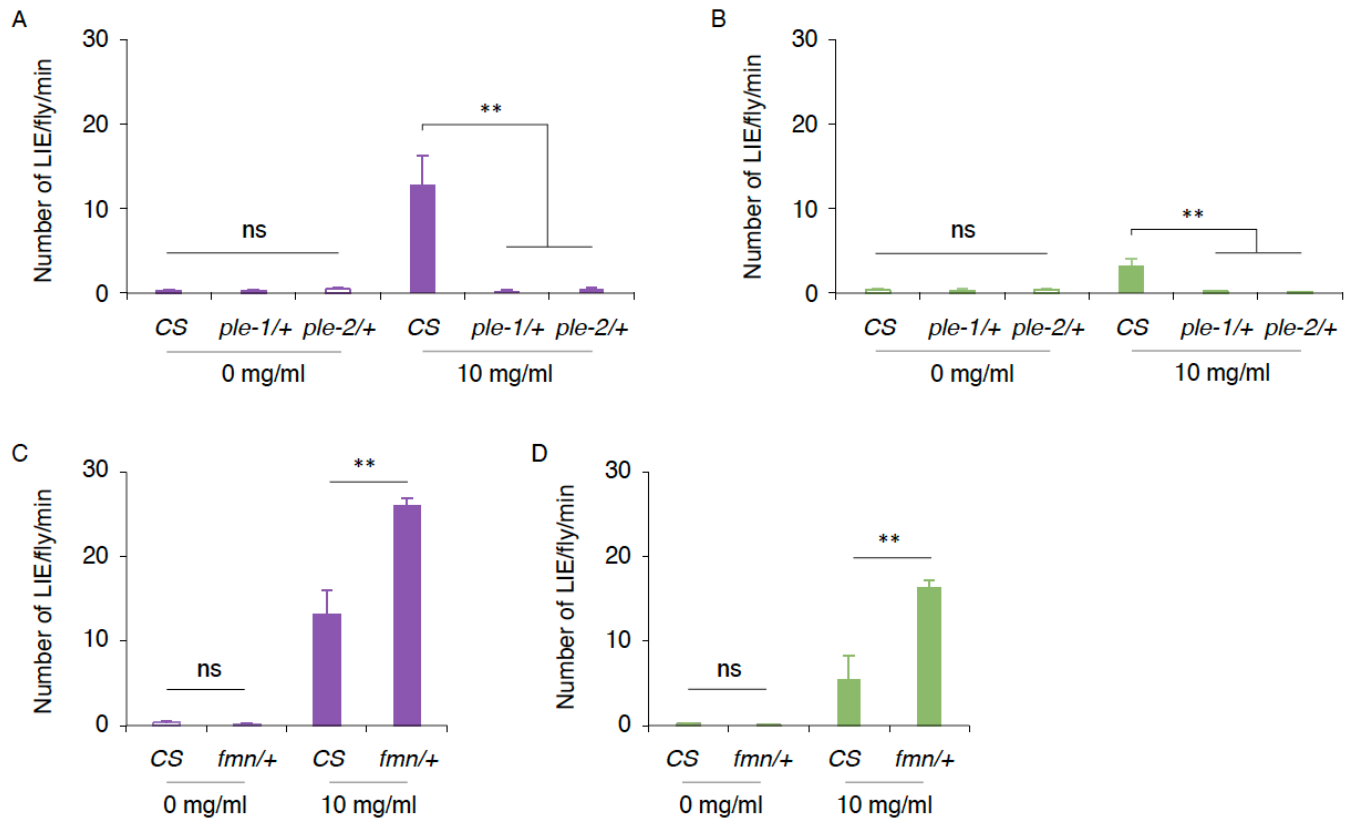 A
Number of LIE/fly/min
30
20
10
0
ns
**
CS ple-1/+ ple-2/+ CS ple-1/+ ple-2/+
0 mg/ml 10 mg/ml
B
Number of LIE/fly/min
30
20
10
0
ns
**
CS ple-1/+ ple-2/+ CS ple-1/+ ple-2/+
0 mg/ml 10 mg/ml
C
Number of LIE/fly/min
30
20
10
0
ns
**
CS fmn/+ CS fmn/+
0 mg/ml 10 mg/ml
D
Number of LIE/fly/min
30
20
10
0
ns
**
CS fmn/+ CS fmn/+
0 mg/ml 10 mg/ml